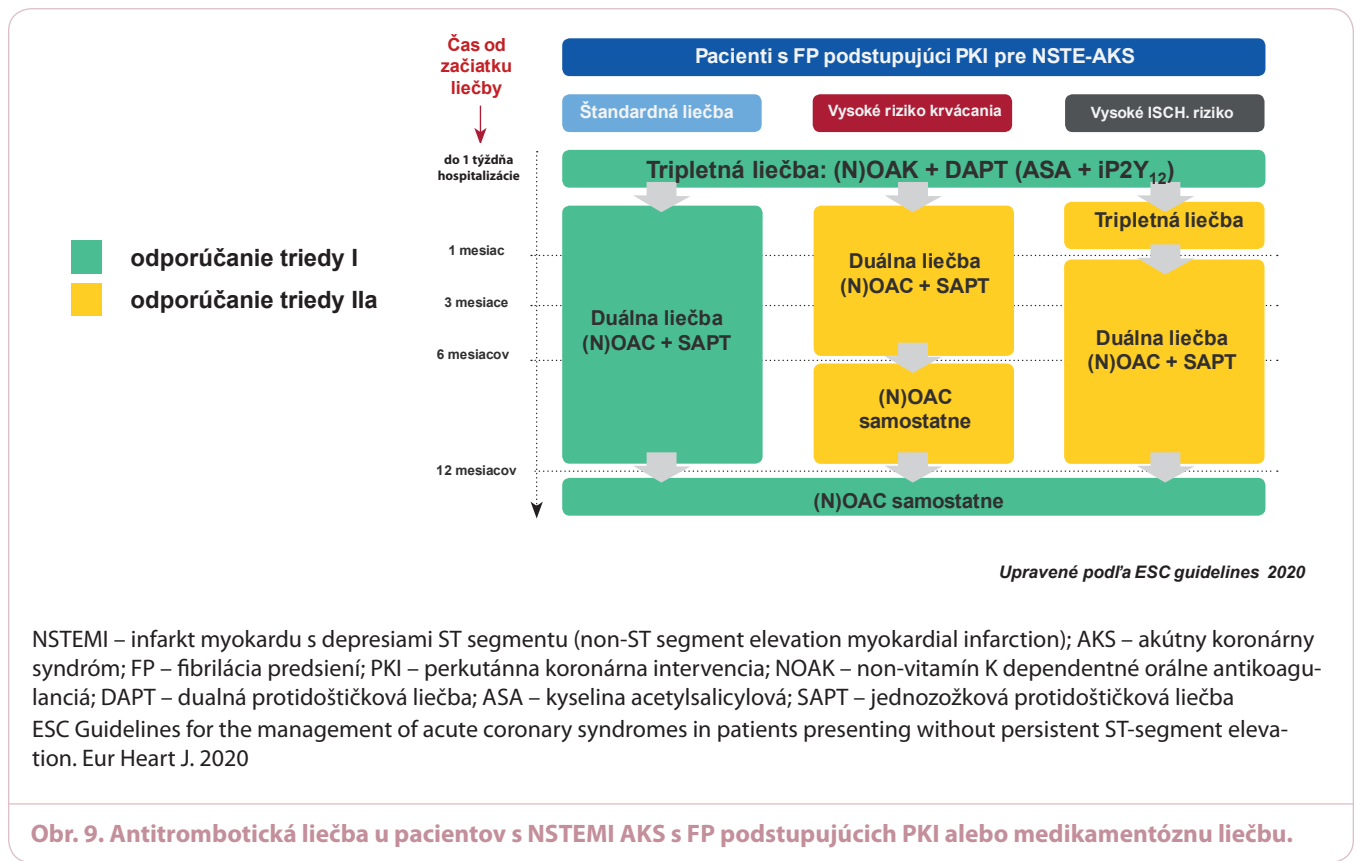 Čas od
začiatku
liečby
Pacienti s FP podstupujúci PKI pre NSTE-AKS
Štandardná liečba
Vysoké riziko krvácania
Vysoké ISCH. riziko
do 1 týždňa
hospitalizácie
Tripletná liečba: (N)OAK + DAPT (ASA + iP2Y₁₂)
Tripletná liečba
odporúčanie triedy I
odporúčanie triedy IIa
1 mesiac
3 mesiace
6 mesiacov
12 mesiacov
Duálna liečba
(N)OAC + SAPT
Duálna liečba
(N)OAC + SAPT
(N)OAC
samostatne
Duálna liečba
(N)OAC + SAPT
(N)OAC samostatne
Upravené podľa ESC guidelines 2020
NSTEMI – infarkt myokardu s depresiami ST segmentu (non-ST segment elevation myokardial infarction); AKS – akútny koronárny
syndróm; FP – fibrilácia predsiení; PKI – perkutánna koronárna intervencia; NOAK – non-vitamín K dependentné orálne antikoagu-
lanciá; DAPT – dualná protidoštičková liečba; ASA – kyselina acetylsalicylová; SAPT – jednozožková protidoštičková liečba
ESC Guidelines for the management of acute coronary syndromes in patients presenting without persistent ST-segment eleva-
tion. Eur Heart J. 2020
Obr. 9. Antitrombotická liečba u pacientov s NSTEMI AKS s FP podstupujúcich PKI alebo medikamentóznu liečbu.